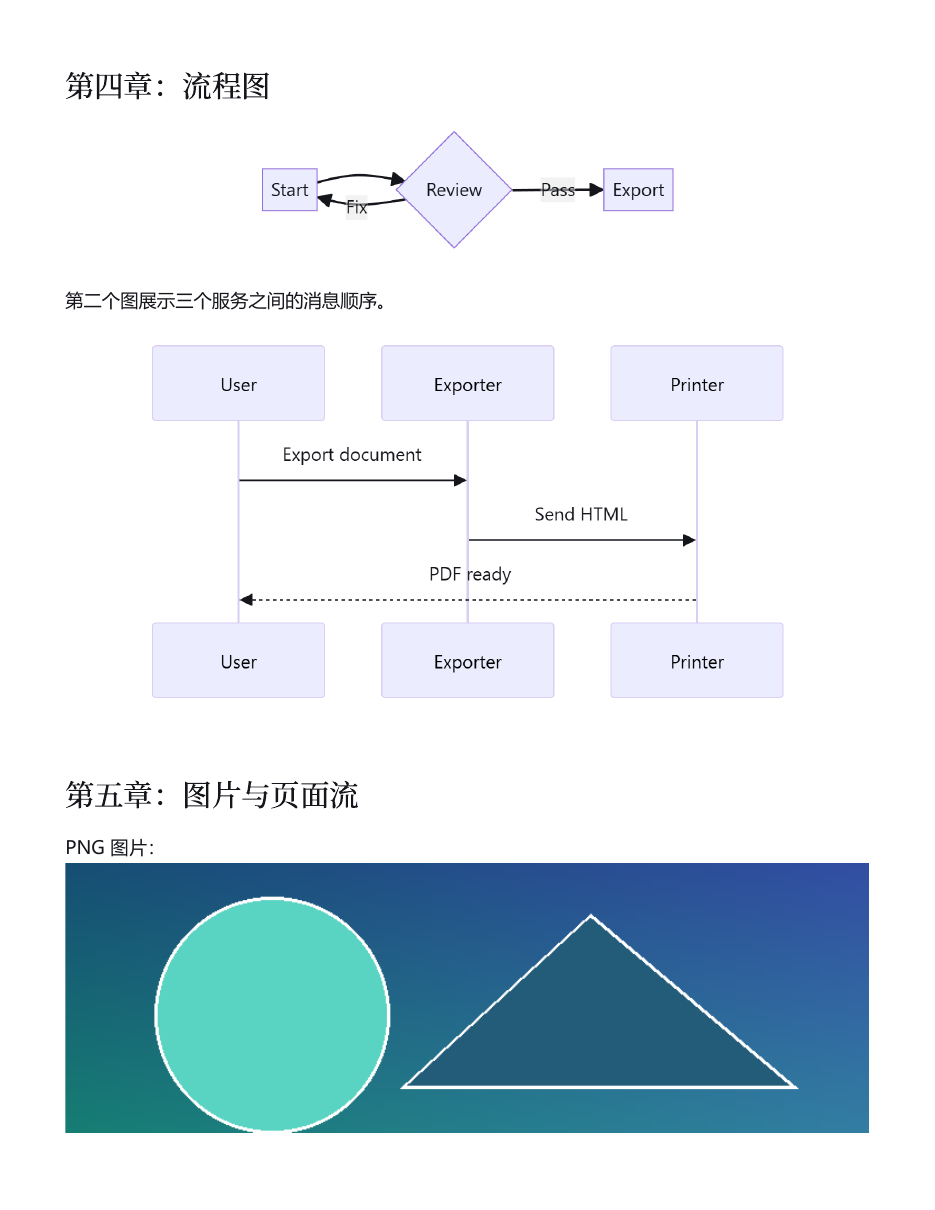 第四章：流程图
Start
Review
Export
Fix
Pass
第二个图展示三个服务之间的消息顺序。
User
Exporter
Printer
Export document
Send HTML
PDF ready
User
Exporter
Printer
第五章：图片与页面流
PNG 图片：